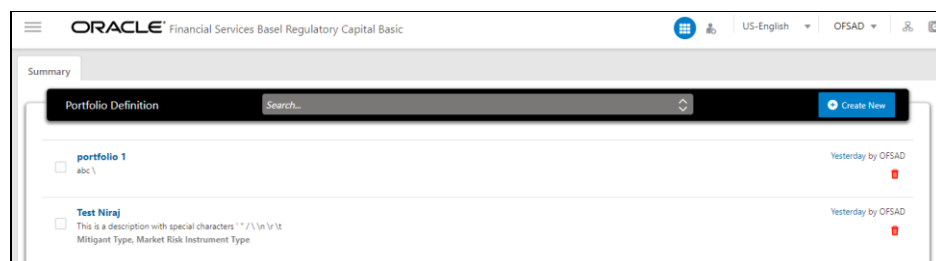 ORACLE® Financial Services Basel Regulatory Capital Basic
US-English
OFSAD
Summary
Portfolio Definition
Search...
Create New
portfolio 1
Yesterday by OFSAD
abc \
Test Niraj
Yesterday by OFSAD
This is a description with special characters ' " / \ \n \r \t
Mitigant Type, Market Risk Instrument Type